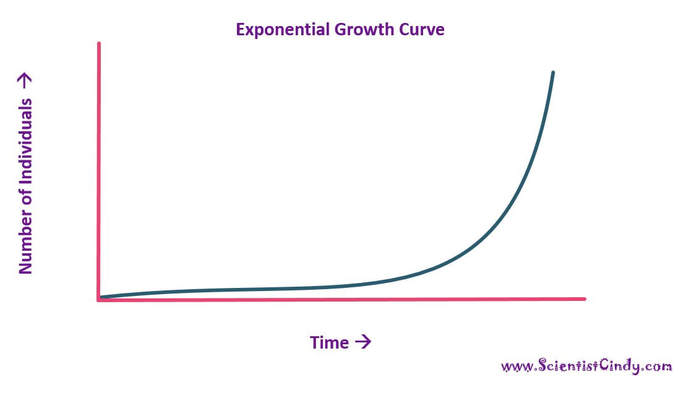 Exponential Growth Curve
Number of Individuals →
Time →
www.ScientistCindy.com